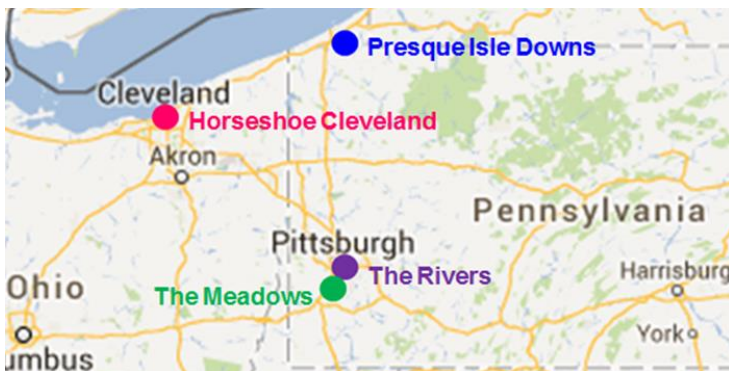 Presque Isle Downs
Cleveland
Horseshoe Cleveland
Akron
Pennsylvania
Pittsburgh
The Rivers
Harrisburg
Ohio
The Meadows
York
umbus